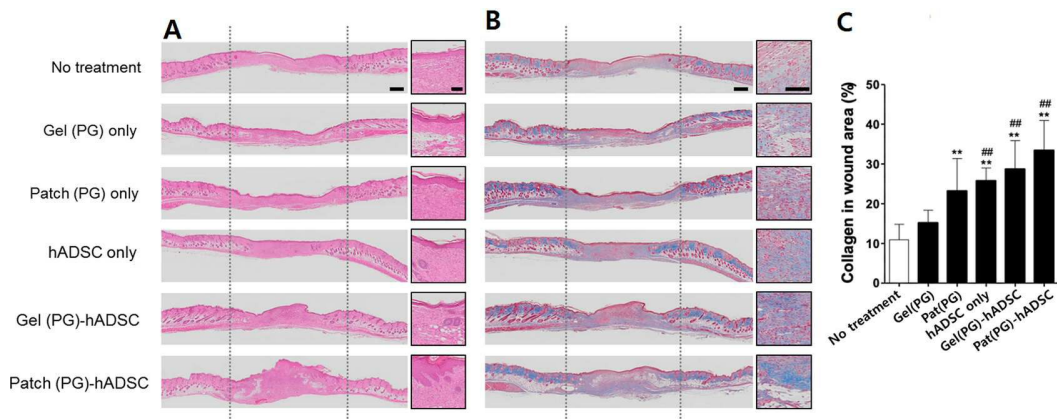 A
B
C
No treatment
Gel (PG) only
Patch (PG) only
hADSC only
Gel (PG)-hADSC
Patch (PG)-hADSC
Collagen in wound area (%)
50
40
30
20
10
0
**
##
**
##
**
##
**
No treatment
Gel(PG)
Pat(PG)
hADSC only
Gel(PG)-hADSC
Pat(PG)-hADSC